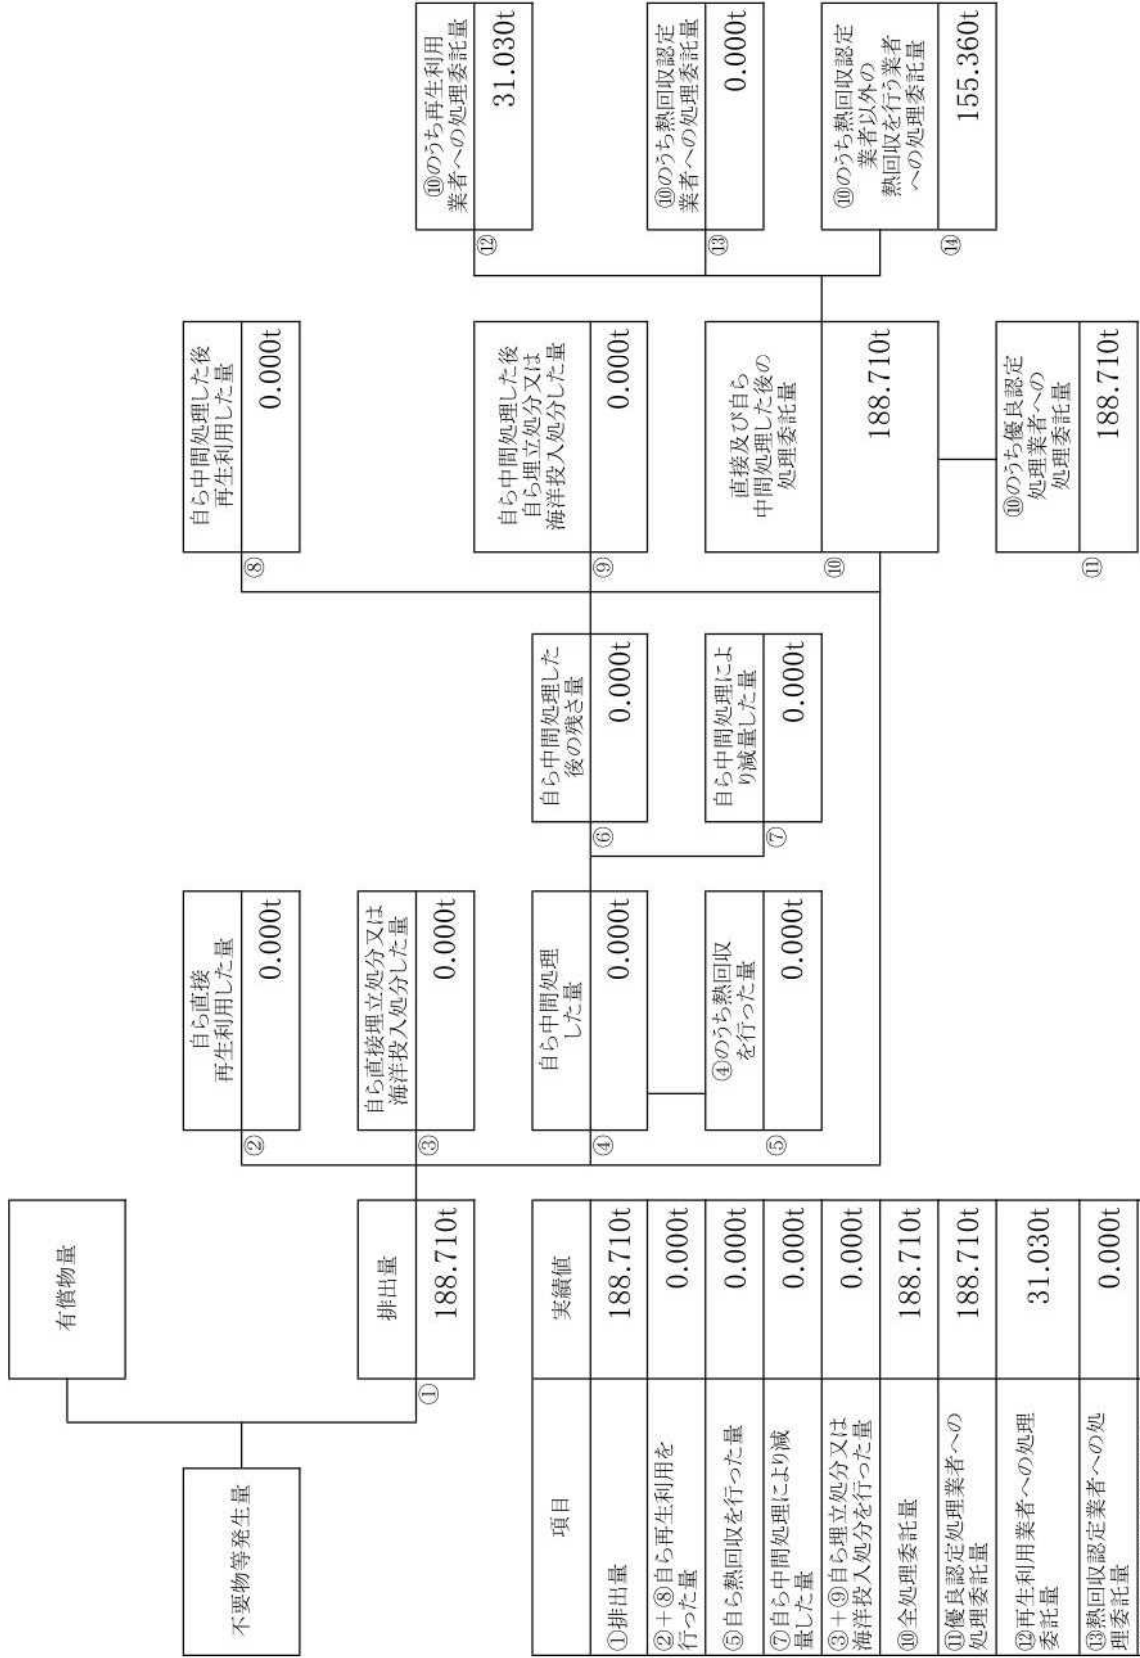 有償物量
不要物等発生量
排出量
①
188.710t
自ら直接
再生利用した量
②
0.000t
自ら直接埋立処分又は
海洋投入処分した量
③
0.000t
自ら中間処理
した量
④
0.000t
④のうち熱回収
を行った量
⑤
0.000t
自ら中間処理した
後の残さ量
⑥
0.000t
自ら中間処理によ
り減量した量
⑦
0.000t
自ら中間処理した後
再生利用した量
⑧
0.000t
自ら中間処理した後
自ら埋立処分又は
海洋投入処分した量
⑨
0.000t
直接及び自ら
中間処理した後の
処理委託量
⑩
188.710t
⑩のうち優良認定
処理業者への
処理委託量
⑪
188.710t
⑩のうち再生利用
業者への処理委託量
⑫
31.030t
⑩のうち熱回収認定
業者への処理委託量
⑬
0.000t
⑩のうち熱回収認定
業者以外の
熱回収を行う業者
への処理委託量
⑭
155.360t
項目
実績値
①排出量
188.710t
②+⑧自ら再生利用を
行った量
0.000t
⑤自ら熱回収を行った量
0.000t
⑦自ら中間処理により減
量した量
0.000t
③+⑨自ら埋立処分又は
海洋投入処分を行った量
0.000t
⑩全処理委託量
188.710t
⑪優良認定処理業者への
処理委託量
188.710t
⑫再生利用業者への処理
委託量
31.030t
⑬熱回収認定業者への処
理委託量
0.000t